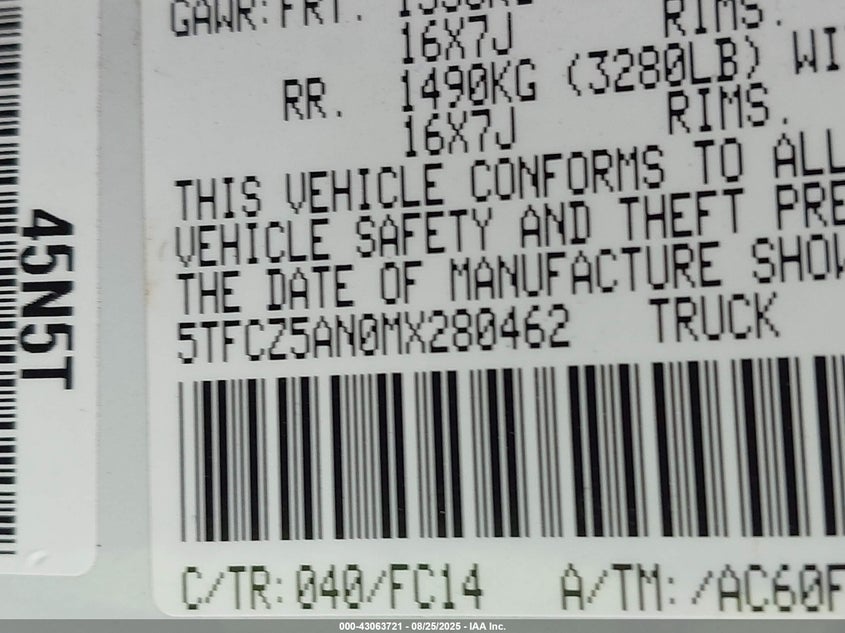 GAWR: FRT.
RIMS.
16X7J
RR. 1490KG (3280LB) WI
16X7J RIMS.
THIS VEHICLE CONFORMS TO ALL
VEHICLE SAFETY AND THEFT PRE
THE DATE OF MANUFACTURE SHOW
5TFCZ5AN0MX280462 TRUCK
C/TR: 040/FC14 A/TM: /AC60F
45N5T
000-43063721 - 08/25/2025 - IAA Inc.